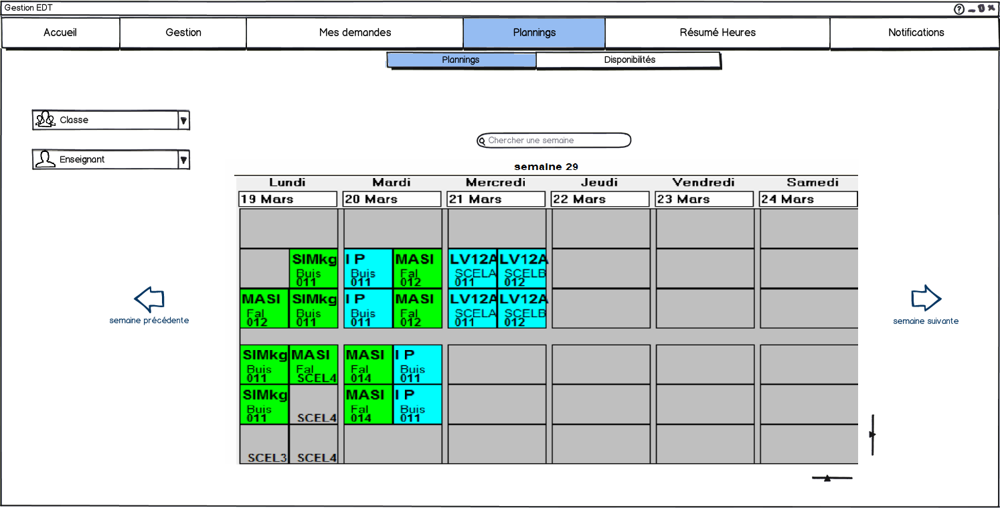 Gestion EDT
Accueil Gestion Mes demandes Plannings Résumé Heures Notifications
Plannings Disponibilités
Classe
Chercher une semaine
Enseignant
semaine 29
Lundi Mardi Mercredi Jeudi Vendredi Samedi
19 Mars 20 Mars 21 Mars 22 Mars 23 Mars 24 Mars
SIMkg I P MASI LV12A LV12A
Buis Buis Fal SCELA SCELB
011 011 012 011 012
MASI SIMkg I P MASI LV12A LV12A
Fal Buis Buis Fal SCELA SCELB
012 011 011 012 011 012
semaine précédente
semaine suivante
SIMkg MASI MASI I P
Buis Fal Fal Buis
011 SCEL4 014 011
SIMkg MASI I P
Buis Fal Buis
011 SCEL4 014 011
SCEL3 SCEL4